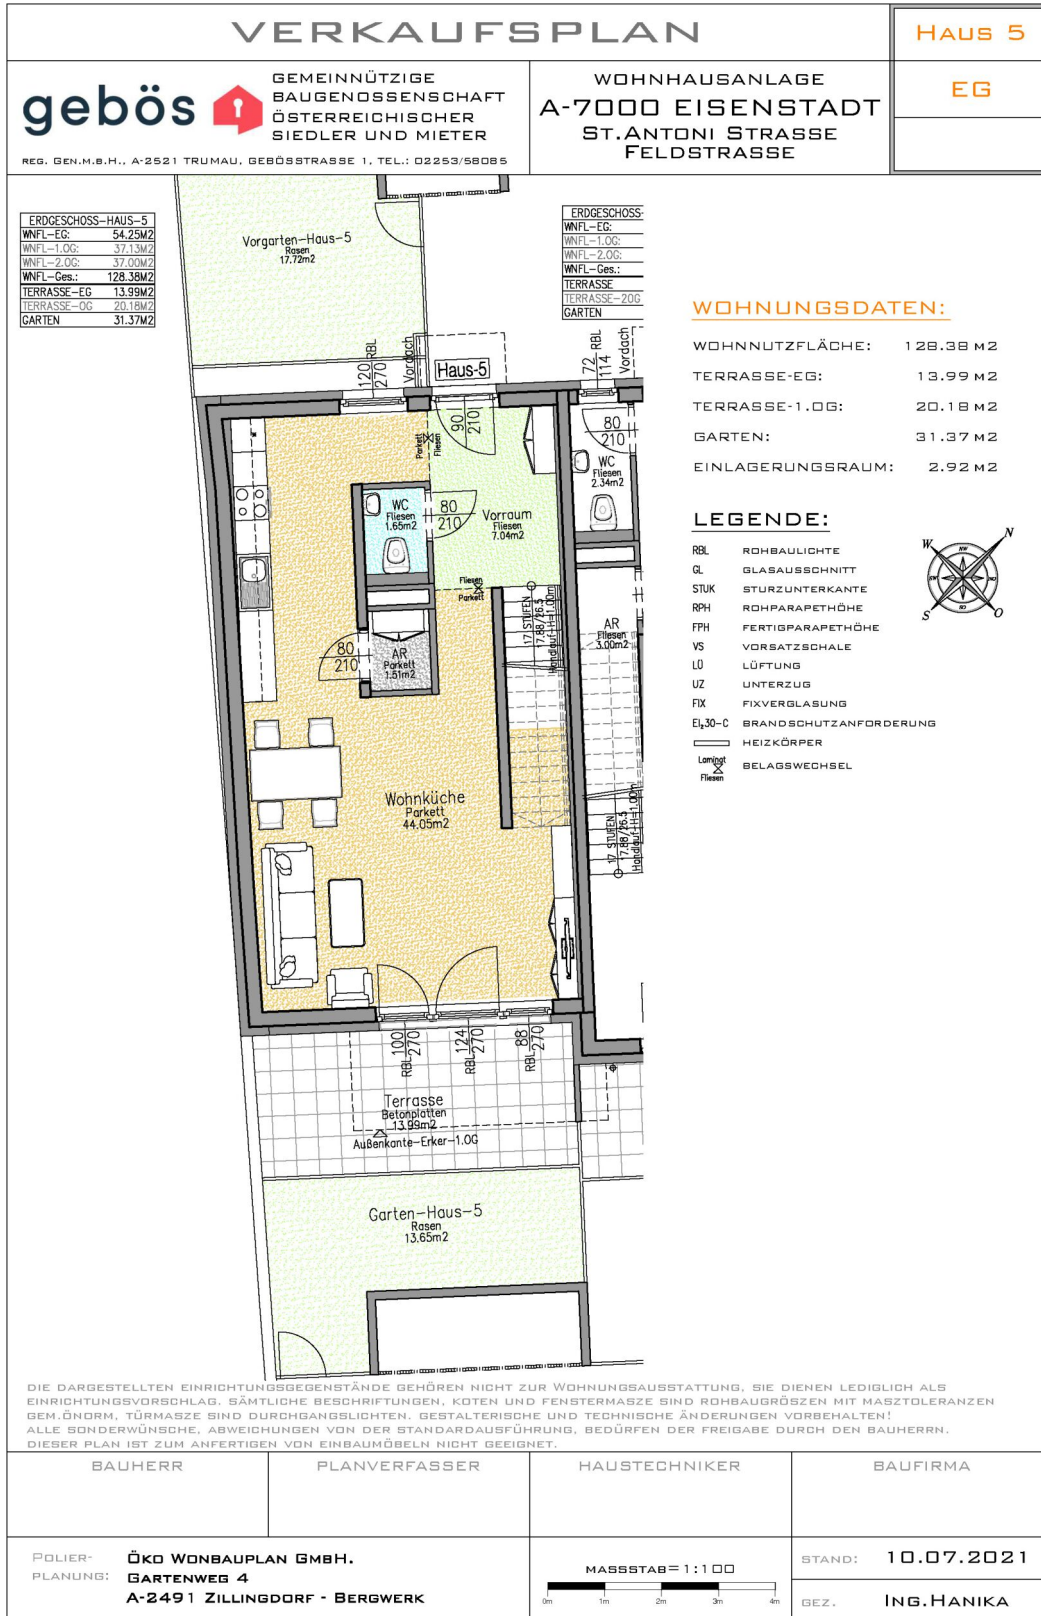 VERKAUFSPLAN
HAUS 5
EG
gebös
GEMEINNÜTZIGE
BAUGENOSSENSCHAFT
ÖSTERREICHISCHER
SIEDLER UND MIETER
REG. GEN.M.B.H., A-2521 TRUMAU, GEBÖSSTRASSE 1, TEL.: 02253/58085
WOHNHAUSANLAGE
A-7000 EISENSTADT
ST.ANTONI STRASSE
FELDSTRASSE
ERDGESCHOSS-HAUS-5
WNFL-EG: 54.25M2
WNFL-1.OG: 37.13M2
WNFL-2.OG: 37.00M2
WNFL-Ges.: 128.38M2
TERRASSE-EG 13.99M2
TERRASSE-OG 20.18M2
GARTEN 31.37M2
Vorgarten-Haus-5
Rasen
17.72m2
ERDGESCHOSS-
WNFL-EG:
WNFL-1.OG:
WNFL-2.OG:
WNFL-Ges.:
TERRASSE
TERRASSE-2OG
GARTEN
WOHNUNGSDATEN:
WOHNNUTZFLÄCHE: 128.38 M2
TERRASSE-EG: 13.99 M2
TERRASSE-1.OG: 20.18 M2
GARTEN: 31.37 M2
EINLAGERUNGSRAUM: 2.92 M2
LEGENDE:
RBL ROHBAULICHTE
GL GLASAUSSCHNITT
STUK STURZUNTERKANTE
RPH ROHPARAPETHÖHE
FPH FERTIGPARAPETHÖHE
VS VORSATZSCHALE
LÜ LÜFTUNG
UZ UNTERZUG
FIX FIXVERGLASUNG
EI₂30-C BRANDSCHUTZANFORDERUNG
HEIZKÖRPER
Laminat
Fliesen
BELAGSWECHSEL
N
NW
NO
SW
SO
W
S
O
120
270
RBL
Vordach
Haus-5
72
114
RBL
Vordach
90
210
Parkett
Fliesen
80
210
WC
Fliesen
2.34m2
WC
Fliesen
1.65m2
80
210
Vorraum
Fliesen
7.04m2
Fliesen
Parkett
17 STUFEN
17.88/26.5
Handlauf-H=1.00m
AR
Fliesen
3.00m2
80
210
AR
Parkett
1.51m2
Wohnküche
Parkett
44.05m2
17 STUFEN
17.88/26.5
Handlauf-H=1.00m
RBL 100
270
RBL 124
270
RBL 88
270
Terrasse
Betonplatten
13.99m2
Außenkante-Erker-1.OG
Garten-Haus-5
Rasen
13.65m2
DIE DARGESTELLTEN EINRICHTUNGSGEGENSTÄNDE GEHÖREN NICHT ZUR WOHNUNGSAUSSTATTUNG, SIE DIENEN LEDIGLICH ALS
EINRICHTUNGSVORSCHLAG. SÄMTLICHE BESCHRIFTUNGEN, KOTEN UND FENSTERMASZE SIND ROHBAUGRÖSZEN MIT MASZTOLERANZEN
GEM.ÖNORM, TÜRMASZE SIND DURCHGANGSLICHTEN. GESTALTERISCHE UND TECHNISCHE ÄNDERUNGEN VORBEHALTEN!
ALLE SONDERWÜNSCHE, ABWEICHUNGEN VON DER STANDARDAUSFÜHRUNG, BEDÜRFEN DER FREIGABE DURCH DEN BAUHERRN.
DIESER PLAN IST ZUM ANFERTIGEN VON EINBAUMÖBELN NICHT GEEIGNET.
BAUHERR
PLANVERFASSER
HAUSTECHNIKER
BAUFIRMA
POLIER-
PLANUNG:
ÖKO WONBAUPLAN GMBH.
GARTENWEG 4
A-2491 ZILLINGDORF - BERGWERK
MASSSTAB= 1:100
0m 1m 2m 3m 4m
STAND: 10.07.2021
GEZ. ING.HANIKA